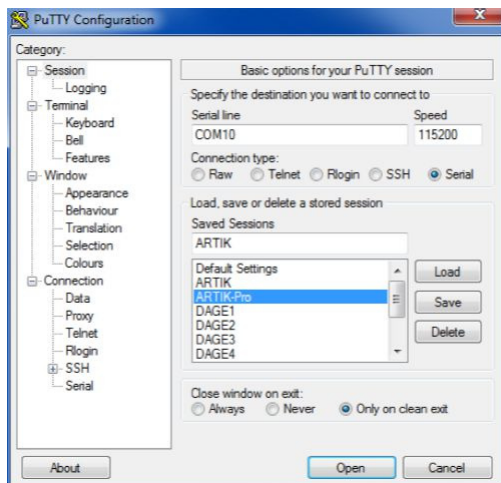 PuTTY Configuration
Category:
Session
Logging
Terminal
Keyboard
Bell
Features
Window
Appearance
Behaviour
Translation
Selection
Colours
Connection
Data
Proxy
Telnet
Rlogin
SSH
Serial
Basic options for your PuTTY session
Specify the destination you want to connect to
Serial line Speed
COM10 115200
Connection type:
Raw Telnet Rlogin SSH Serial
Load, save or delete a stored session
Saved Sessions
ARTIK
Default Settings
ARTIK
ARTIK-Pro
DAGE1
DAGE2
DAGE3
DAGE4
Load
Save
Delete
Close window on exit:
Always Never Only on clean exit
About Open Cancel